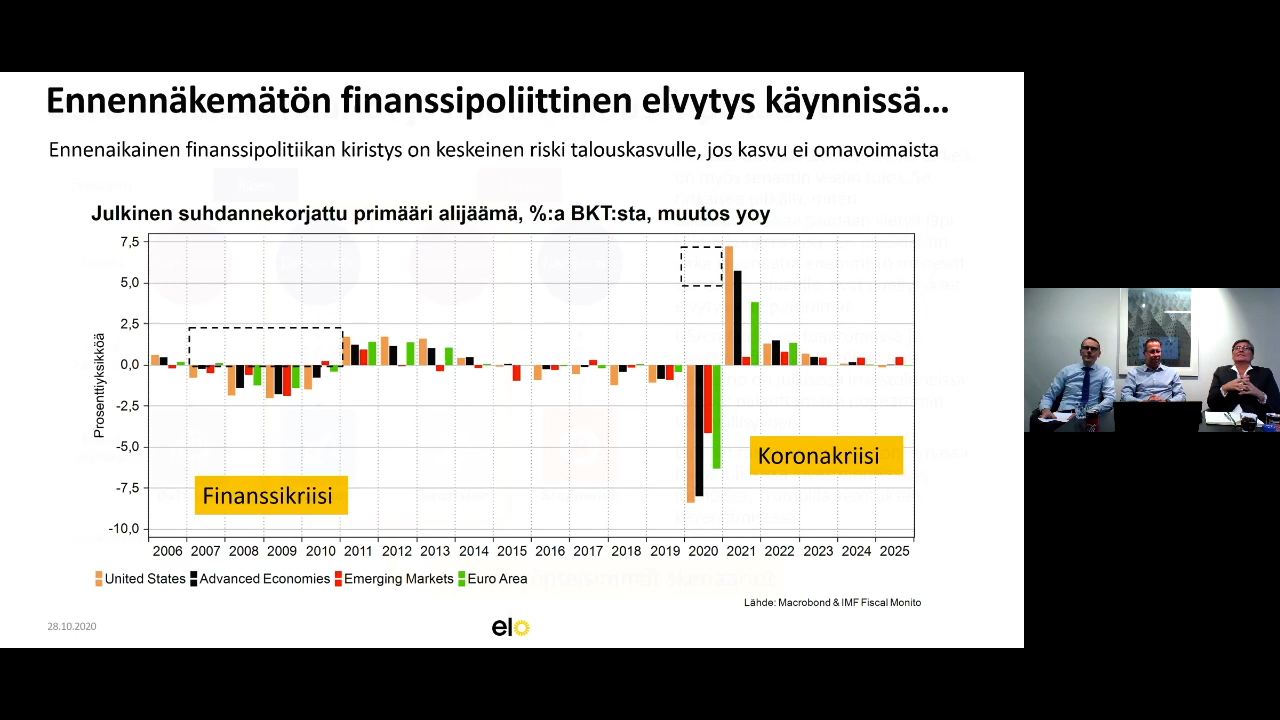 Ennennäkemätön finanssipoliittinen elvytys käynnissä…
Ennenaikainen finanssipolitiikan kiristys on keskeinen riski talouskasvulle, jos kasvu ei omavoimaista
Julkinen suhdannekorjattu primääri alijäämä, %:a BKT:sta, muutos yoy
Prosenttiyksikköä
7,5
5,0
2,5
0,0
-2,5
-5,0
-7,5
-10,0
Finanssikriisi
Koronakriisi
2006 2007 2008 2009 2010 2011 2012 2013 2014 2015 2016 2017 2018 2019 2020 2021 2022 2023 2024 2025
United States Advanced Economies Emerging Markets Euro Area
Lähde: Macrobond & IMF Fiscal Monito
28.10.2020
elo